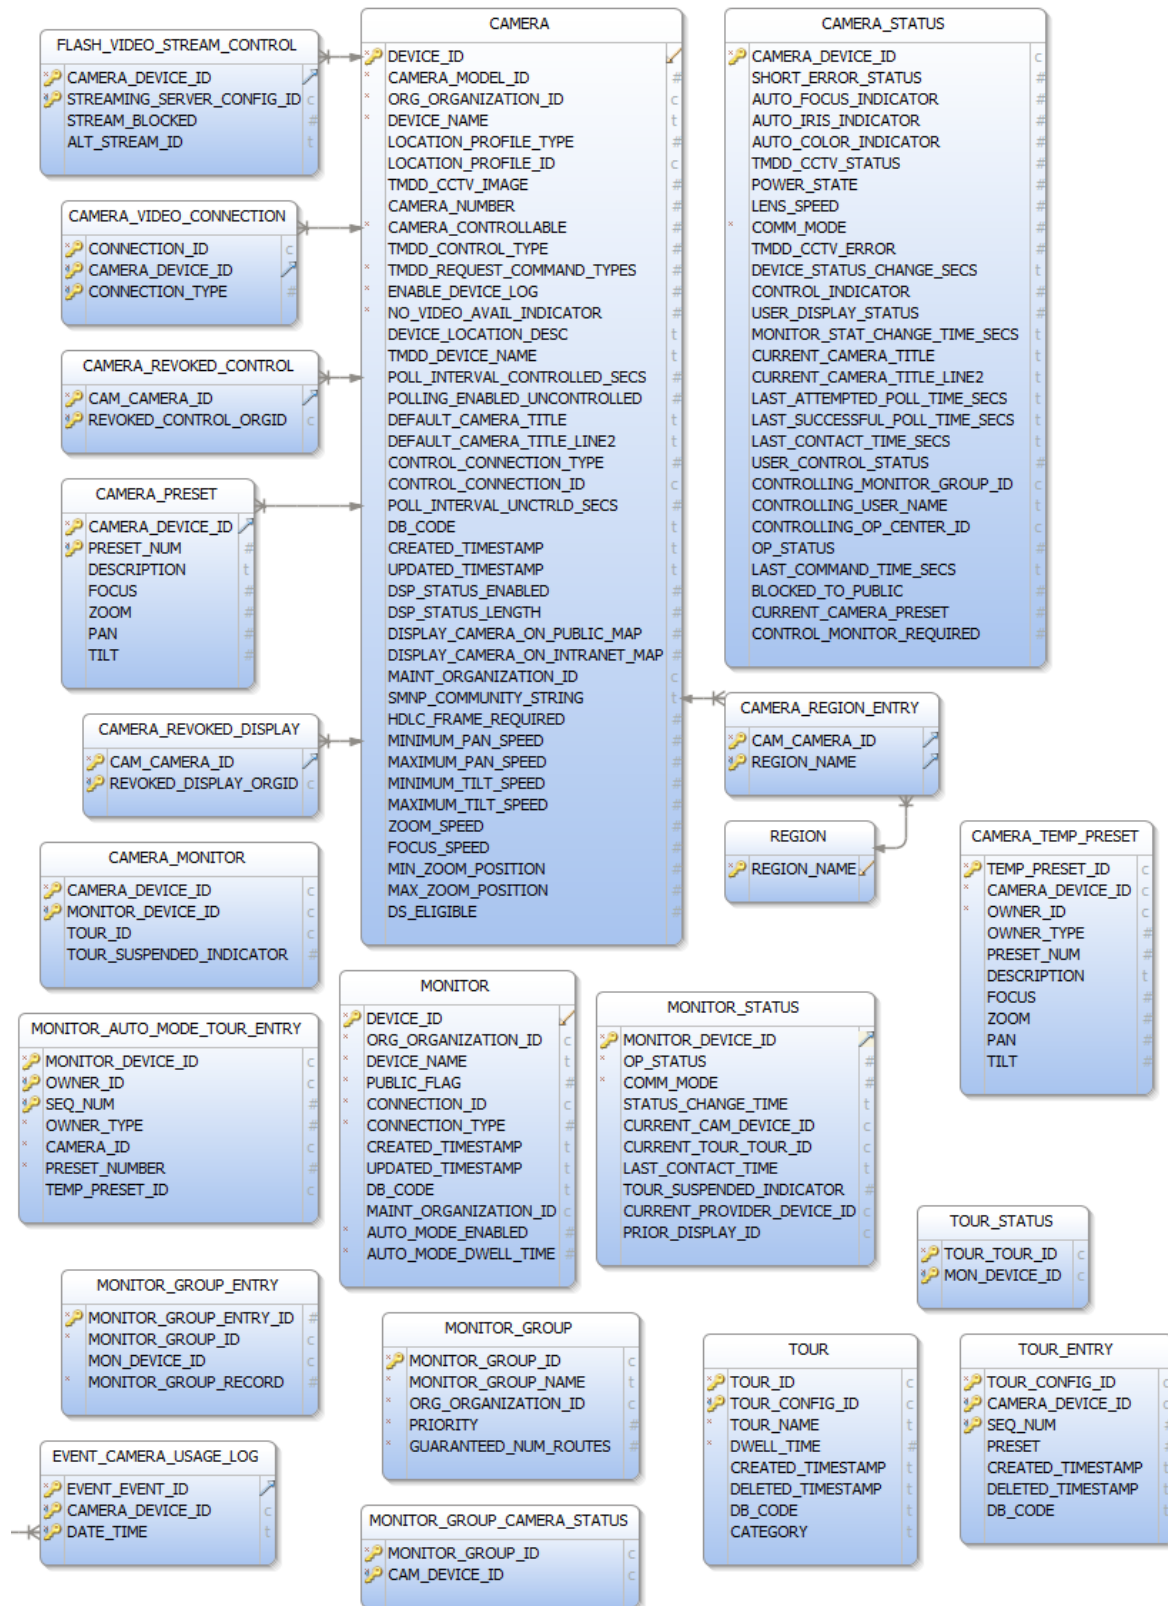 FLASH_VIDEO_STREAM_CONTROL
CAMERA_DEVICE_ID
STREAMING_SERVER_CONFIG_ID c
STREAM_BLOCKED #
ALT_STREAM_ID t
CAMERA_VIDEO_CONNECTION
CONNECTION_ID c
CAMERA_DEVICE_ID
CONNECTION_TYPE #
CAMERA_REVOKED_CONTROL
CAM_CAMERA_ID
REVOKED_CONTROL_ORGID c
CAMERA_PRESET
CAMERA_DEVICE_ID
PRESET_NUM #
DESCRIPTION t
FOCUS #
ZOOM #
PAN #
TILT #
CAMERA_REVOKED_DISPLAY
CAM_CAMERA_ID
REVOKED_DISPLAY_ORGID c
CAMERA_MONITOR
CAMERA_DEVICE_ID c
MONITOR_DEVICE_ID c
TOUR_ID c
TOUR_SUSPENDED_INDICATOR #
MONITOR_AUTO_MODE_TOUR_ENTRY
MONITOR_DEVICE_ID c
OWNER_ID c
SEQ_NUM #
OWNER_TYPE #
CAMERA_ID c
PRESET_NUMBER #
TEMP_PRESET_ID c
MONITOR_GROUP_ENTRY
MONITOR_GROUP_ENTRY_ID #
MONITOR_GROUP_ID c
MON_DEVICE_ID c
MONITOR_GROUP_RECORD #
EVENT_CAMERA_USAGE_LOG
EVENT_EVENT_ID
CAMERA_DEVICE_ID c
DATE_TIME t
CAMERA
DEVICE_ID
CAMERA_MODEL_ID #
ORG_ORGANIZATION_ID c
DEVICE_NAME t
LOCATION_PROFILE_TYPE #
LOCATION_PROFILE_ID c
TMDD_CCTV_IMAGE #
CAMERA_NUMBER #
CAMERA_CONTROLLABLE #
TMDD_CONTROL_TYPE #
TMDD_REQUEST_COMMAND_TYPES #
ENABLE_DEVICE_LOG #
NO_VIDEO_AVAIL_INDICATOR #
DEVICE_LOCATION_DESC t
TMDD_DEVICE_NAME t
POLL_INTERVAL_CONTROLLED_SECS #
POLLING_ENABLED_UNCONTROLLED #
DEFAULT_CAMERA_TITLE t
DEFAULT_CAMERA_TITLE_LINE2 t
CONTROL_CONNECTION_TYPE #
CONTROL_CONNECTION_ID c
POLL_INTERVAL_UNCTRLD_SECS #
DB_CODE t
CREATED_TIMESTAMP t
UPDATED_TIMESTAMP t
DSP_STATUS_ENABLED #
DSP_STATUS_LENGTH #
DISPLAY_CAMERA_ON_PUBLIC_MAP #
DISPLAY_CAMERA_ON_INTRANET_MAP #
MAINT_ORGANIZATION_ID c
SMNP_COMMUNITY_STRING t
HDLC_FRAME_REQUIRED #
MINIMUM_PAN_SPEED #
MAXIMUM_PAN_SPEED #
MINIMUM_TILT_SPEED #
MAXIMUM_TILT_SPEED #
ZOOM_SPEED #
FOCUS_SPEED #
MIN_ZOOM_POSITION #
MAX_ZOOM_POSITION #
DS_ELIGIBLE #
CAMERA_STATUS
CAMERA_DEVICE_ID c
SHORT_ERROR_STATUS #
AUTO_FOCUS_INDICATOR #
AUTO_IRIS_INDICATOR #
AUTO_COLOR_INDICATOR #
TMDD_CCTV_STATUS #
POWER_STATE #
LENS_SPEED #
COMM_MODE #
TMDD_CCTV_ERROR #
DEVICE_STATUS_CHANGE_SECS t
CONTROL_INDICATOR #
USER_DISPLAY_STATUS #
MONITOR_STAT_CHANGE_TIME_SECS t
CURRENT_CAMERA_TITLE t
CURRENT_CAMERA_TITLE_LINE2 t
LAST_ATTEMPTED_POLL_TIME_SECS t
LAST_SUCCESSFUL_POLL_TIME_SECS t
LAST_CONTACT_TIME_SECS t
USER_CONTROL_STATUS #
CONTROLLING_MONITOR_GROUP_ID c
CONTROLLING_USER_NAME t
CONTROLLING_OP_CENTER_ID c
OP_STATUS #
LAST_COMMAND_TIME_SECS t
BLOCKED_TO_PUBLIC #
CURRENT_CAMERA_PRESET #
CONTROL_MONITOR_REQUIRED #
CAMERA_REGION_ENTRY
CAM_CAMERA_ID
REGION_NAME
REGION
REGION_NAME
CAMERA_TEMP_PRESET
TEMP_PRESET_ID c
CAMERA_DEVICE_ID c
OWNER_ID c
OWNER_TYPE #
PRESET_NUM #
DESCRIPTION t
FOCUS #
ZOOM #
PAN #
TILT #
MONITOR
DEVICE_ID
ORG_ORGANIZATION_ID c
DEVICE_NAME t
PUBLIC_FLAG #
CONNECTION_ID c
CONNECTION_TYPE #
CREATED_TIMESTAMP t
UPDATED_TIMESTAMP t
DB_CODE t
MAINT_ORGANIZATION_ID c
AUTO_MODE_ENABLED #
AUTO_MODE_DWELL_TIME #
MONITOR_STATUS
MONITOR_DEVICE_ID
OP_STATUS #
COMM_MODE #
STATUS_CHANGE_TIME t
CURRENT_CAM_DEVICE_ID c
CURRENT_TOUR_TOUR_ID c
LAST_CONTACT_TIME t
TOUR_SUSPENDED_INDICATOR #
CURRENT_PROVIDER_DEVICE_ID c
PRIOR_DISPLAY_ID c
TOUR_STATUS
TOUR_TOUR_ID c
MON_DEVICE_ID c
MONITOR_GROUP
MONITOR_GROUP_ID c
MONITOR_GROUP_NAME t
ORG_ORGANIZATION_ID c
PRIORITY #
GUARANTEED_NUM_ROUTES #
MONITOR_GROUP_CAMERA_STATUS
MONITOR_GROUP_ID c
CAM_DEVICE_ID c
TOUR
TOUR_ID c
TOUR_CONFIG_ID c
TOUR_NAME t
DWELL_TIME #
CREATED_TIMESTAMP t
DELETED_TIMESTAMP t
DB_CODE t
CATEGORY t
TOUR_ENTRY
TOUR_CONFIG_ID c
CAMERA_DEVICE_ID c
SEQ_NUM #
PRESET #
CREATED_TIMESTAMP t
DELETED_TIMESTAMP t
DB_CODE t